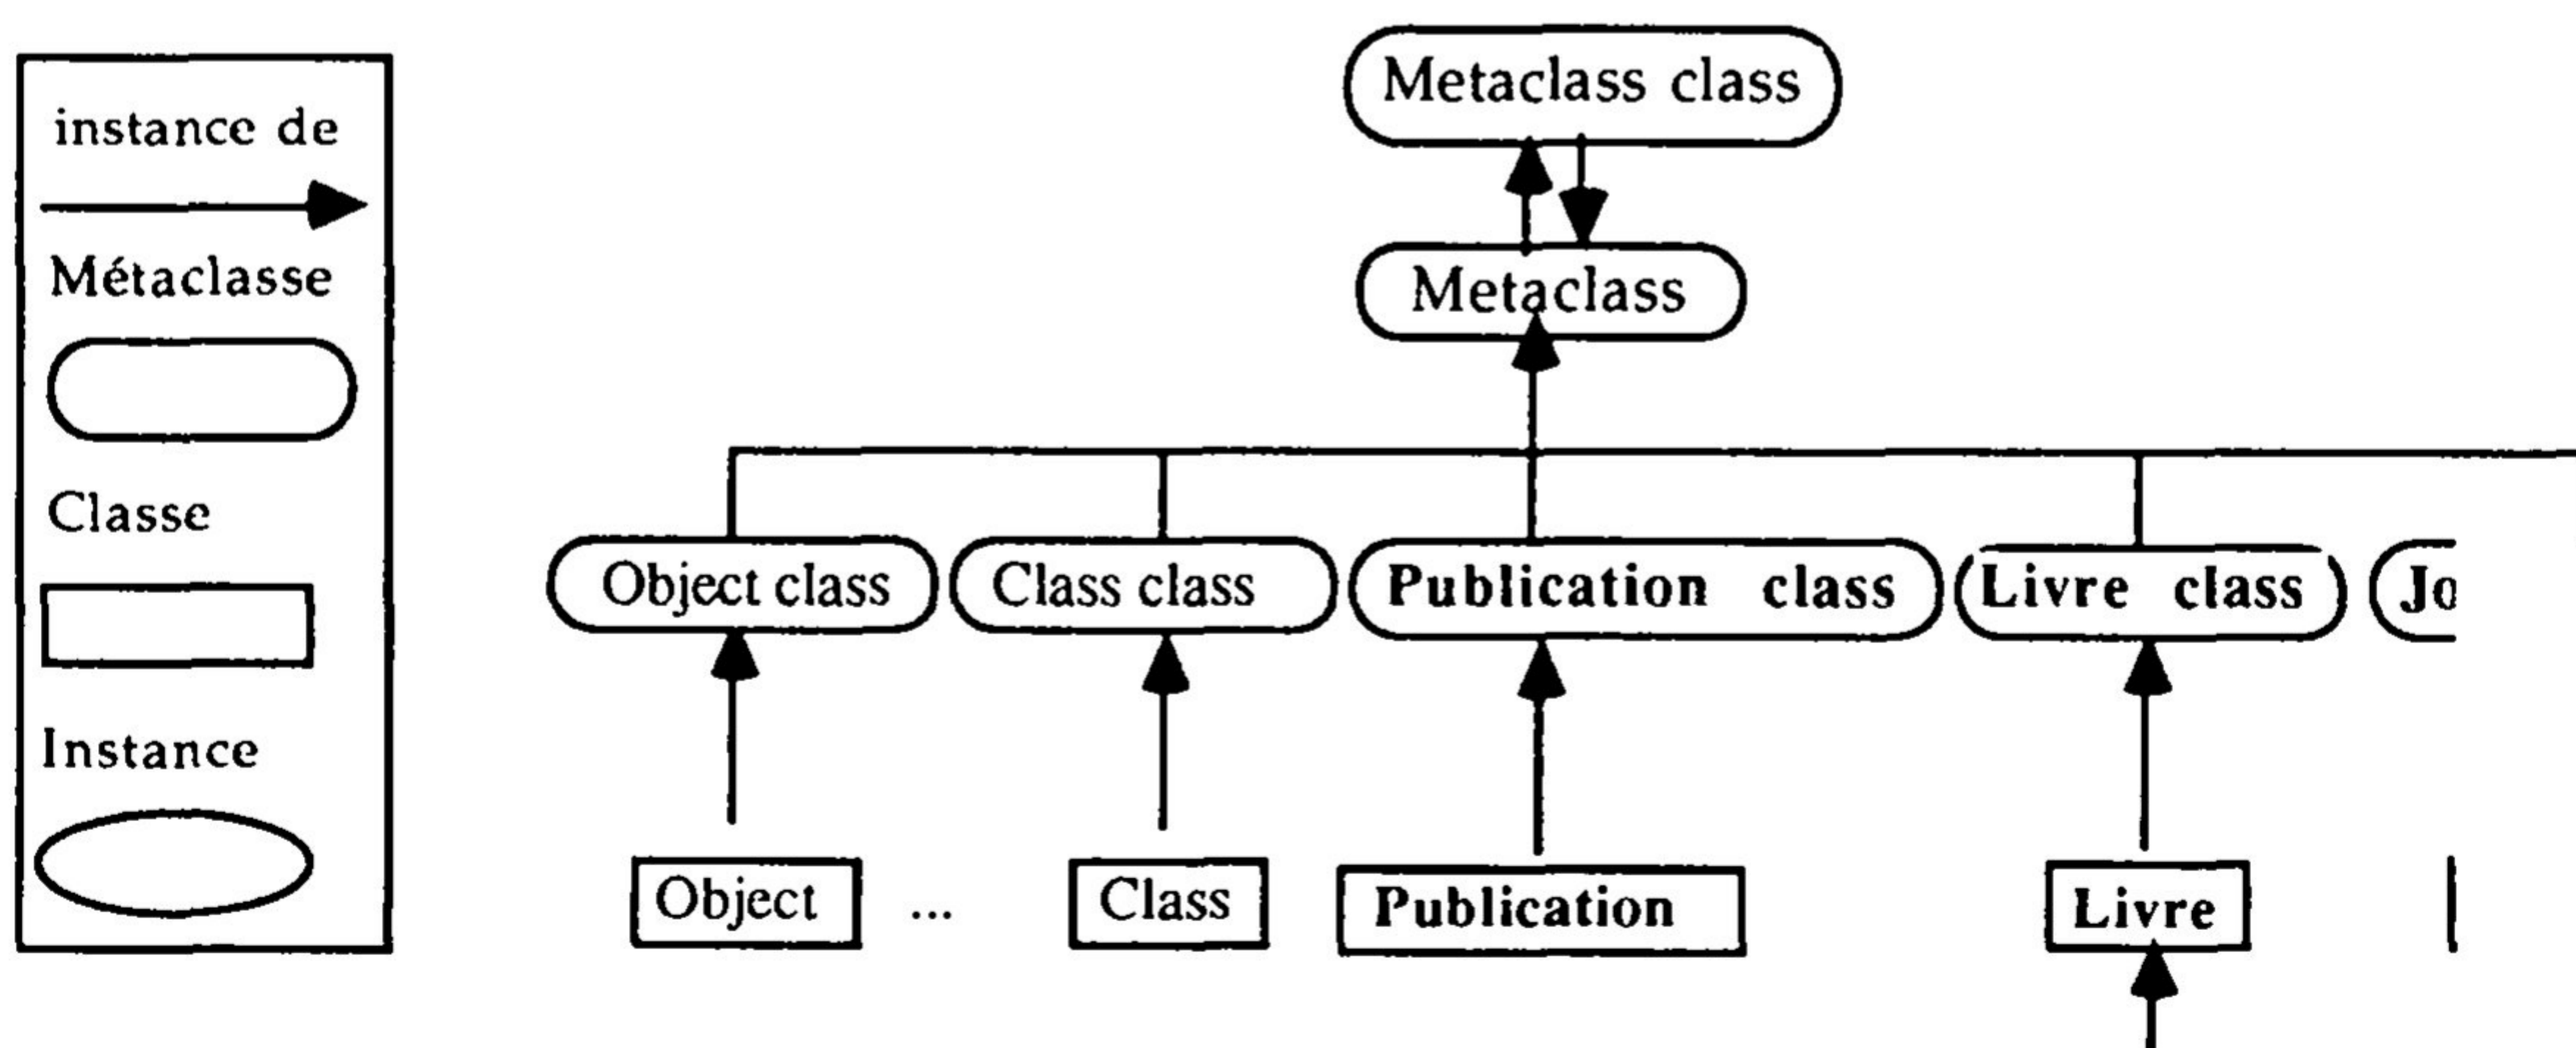 instance de
Métaclasse
Classe
Instance
Metaclass class
Metaclass
Object class
Class class
Publication class
Livre class
Jo
Object
...
Class
Publication
Livre